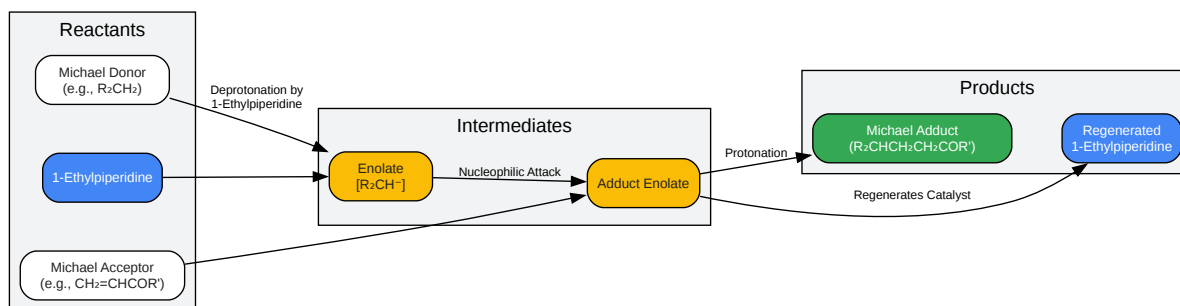 Reactants
Michael Donor
(e.g., R₂CH₂)
Deprotonation by
1-Ethylpiperidine
1-Ethylpiperidine
Michael Acceptor
(e.g., CH₂=CHCOR')
Intermediates
Enolate
[R₂CH⁻]
Nucleophilic Attack
Adduct Enolate
Protonation
Regenerates Catalyst
Products
Michael Adduct
(R₂CHCH₂CH₂COR')
Regenerated
1-Ethylpiperidine